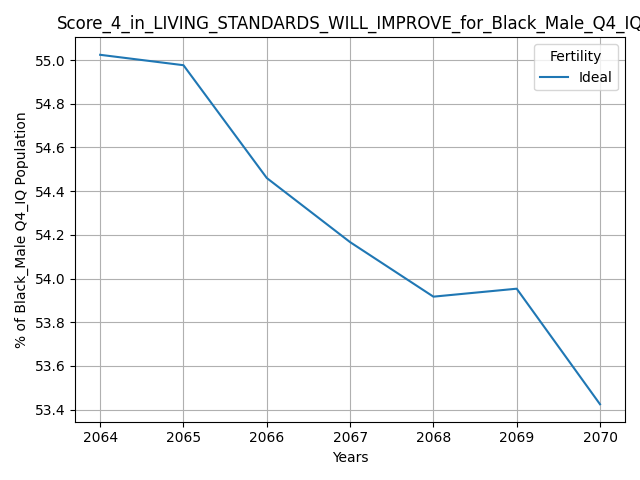 Score_4_in_LIVING_STANDARDS_WILL_IMPROVE_for_Black_Male_Q4_IQ
Fertility
Ideal
55.0
54.8
54.6
54.4
54.2
54.0
53.8
53.6
53.4
% of Black_Male Q4_IQ Population
2064 2065 2066 2067 2068 2069 2070
Years